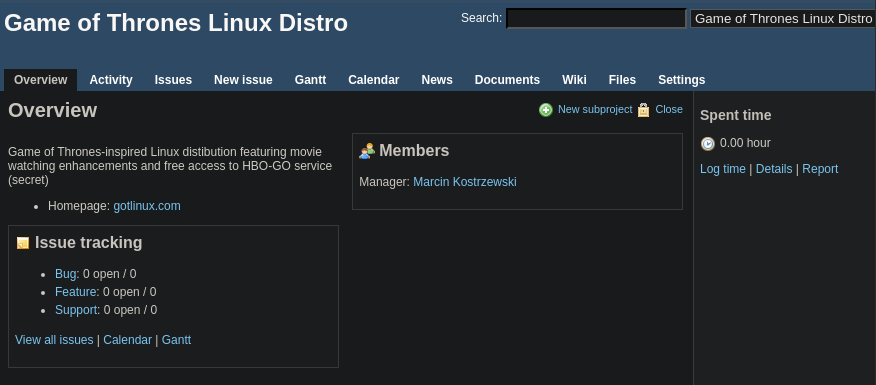 Game of Thrones Linux Distro
Search:
Game of Thrones Linux Distro
Overview Activity Issues New issue Gantt Calendar News Documents Wiki Files Settings
Overview
New subproject Close
Game of Thrones-inspired Linux distibution featuring movie
watching enhancements and free access to HBO-GO service
(secret)
• Homepage: gotlinux.com
Issue tracking
• Bug: 0 open / 0
• Feature: 0 open / 0
• Support: 0 open / 0
View all issues | Calendar | Gantt
Members
Manager: Marcin Kostrzewski
Spent time
0.00 hour
Log time | Details | Report